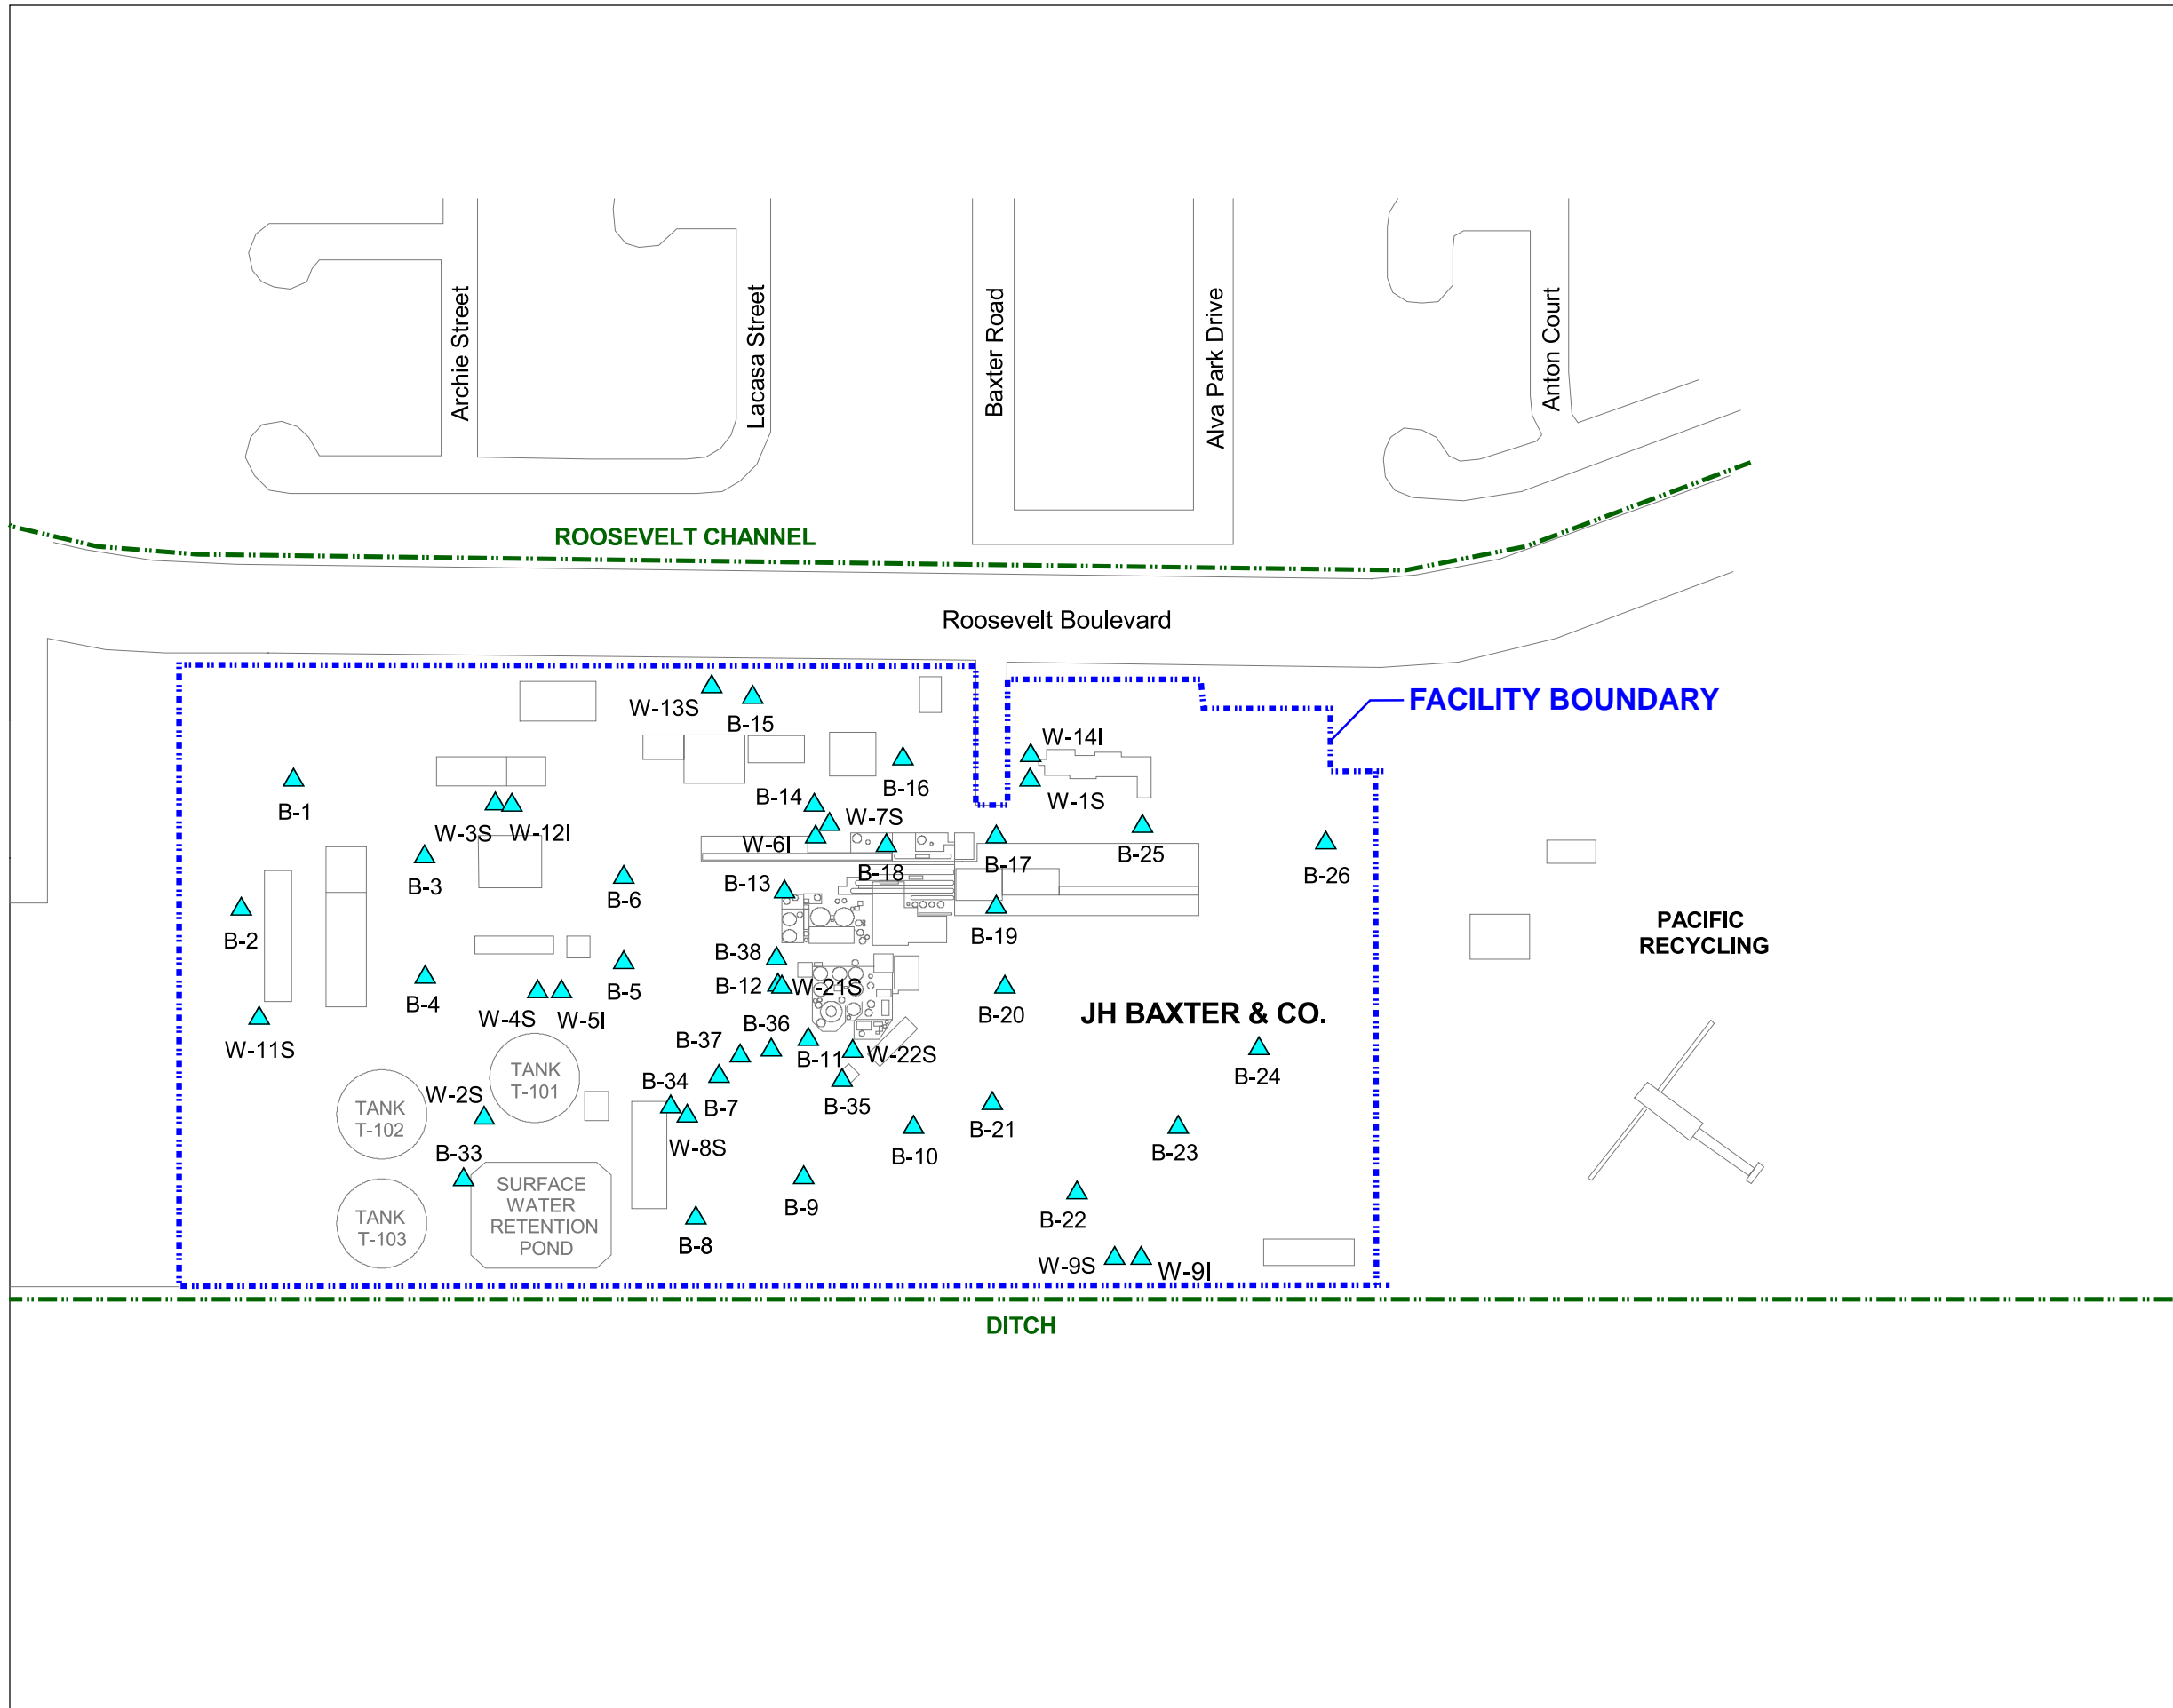 Archie Street
Lacasa Street
Baxter Road
Alva Park Drive
Anton Court
ROOSEVELT CHANNEL
Roosevelt Boulevard
FACILITY BOUNDARY
W-13S
B-15
W-14I
B-16
W-1S
B-1
B-14
W-7S
W-3S
W-12I
W-6I
B-17
B-25
B-18
B-3
B-6
B-13
B-26
PACIFIC
RECYCLING
B-2
B-19
B-38
B-4
B-5
B-12
W-21S
B-20
JH BAXTER & CO.
W-4S
W-5I
W-11S
B-36
B-37
B-11
W-22S
TANK
T-101
B-24
B-34
W-2S
B-7
B-35
TANK
T-102
B-21
W-8S
B-10
B-23
B-33
SURFACE
WATER
RETENTION
POND
B-9
TANK
T-103
B-22
B-8
W-9S
W-9I
DITCH